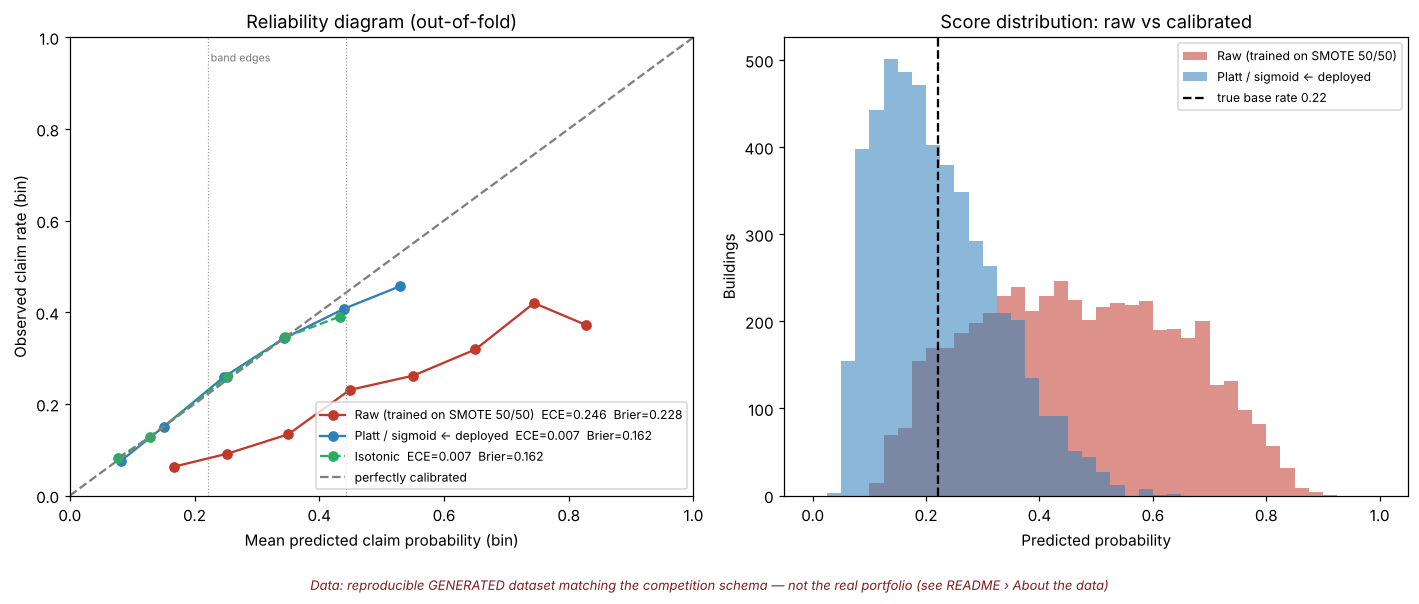 Reliability diagram (out-of-fold)
1.0
0.8
0.6
0.4
0.2
0.0
Observed claim rate (bin)
band edges
Raw (trained on SMOTE 50/50)  ECE=0.246  Brier=0.228
Platt / sigmoid ← deployed  ECE=0.007  Brier=0.162
Isotonic  ECE=0.007  Brier=0.162
perfectly calibrated
0.0 0.2 0.4 0.6 0.8 1.0
Mean predicted claim probability (bin)
Score distribution: raw vs calibrated
500
400
300
200
100
0
Buildings
Raw (trained on SMOTE 50/50)
Platt / sigmoid ← deployed
true base rate 0.22
0.0 0.2 0.4 0.6 0.8 1.0
Predicted probability
Data: reproducible GENERATED dataset matching the competition schema — not the real portfolio (see README › About the data)